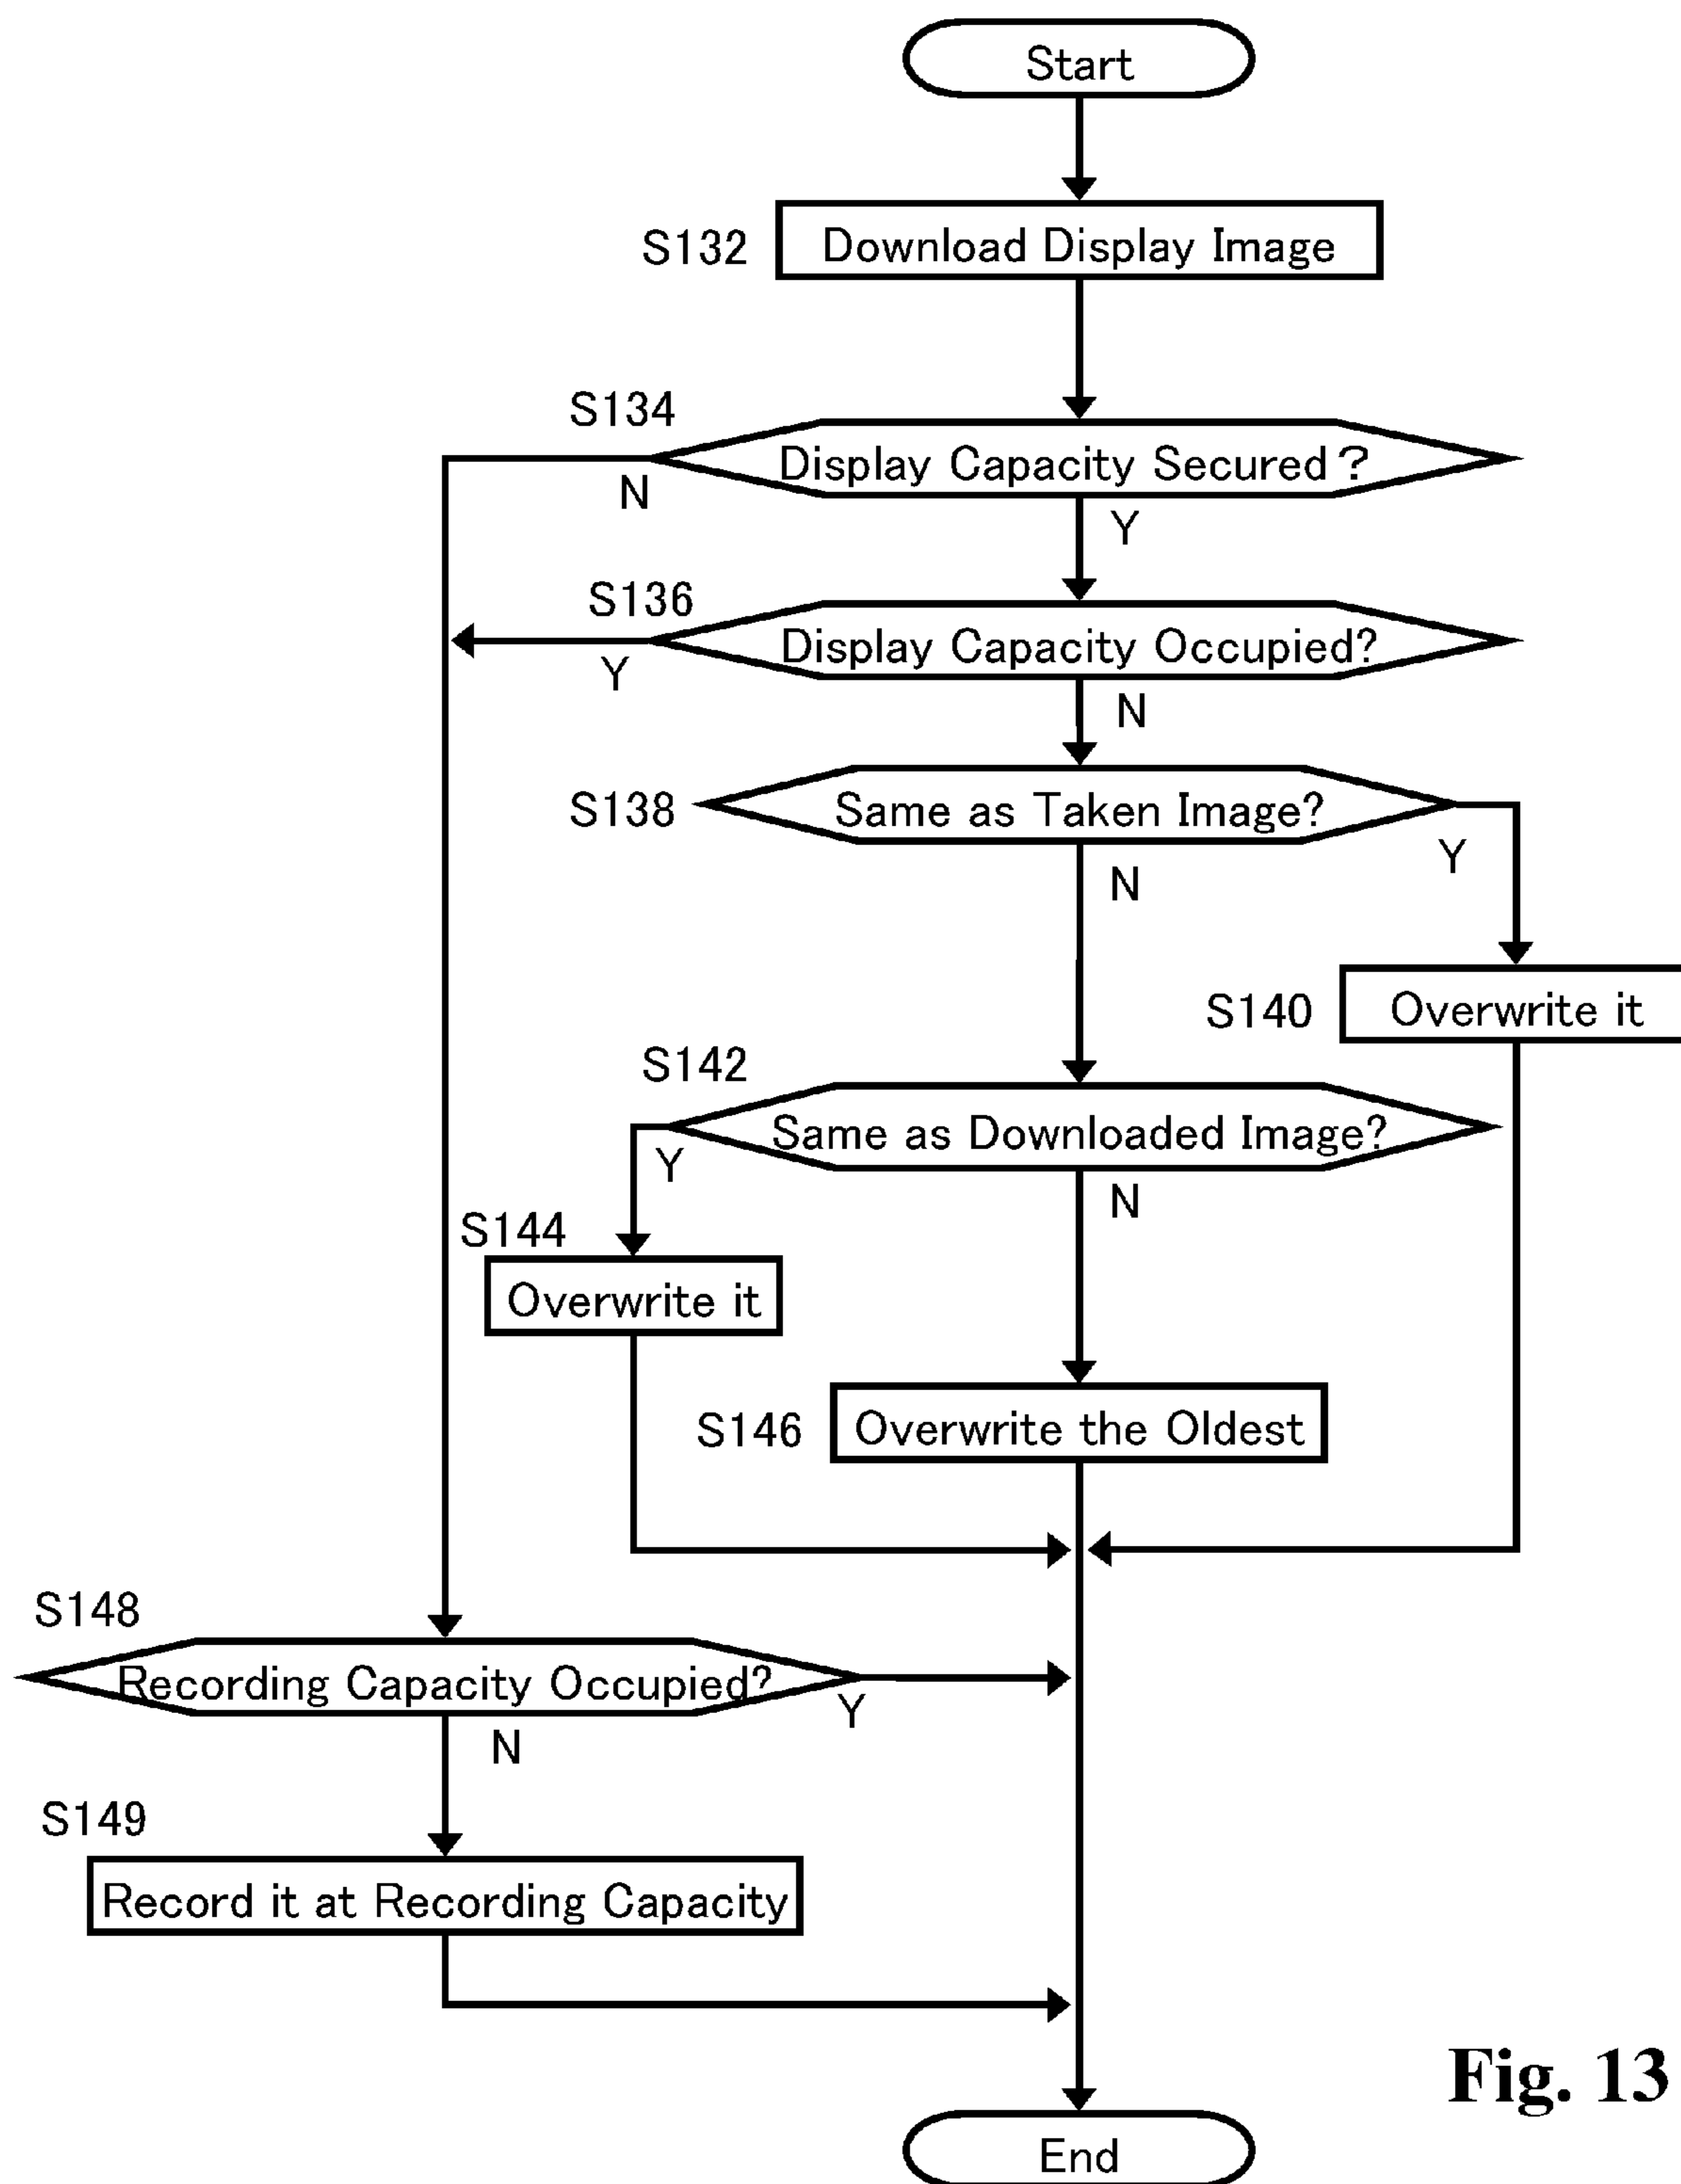 Start
S132
Download Display Image
S134
Display Capacity Secured?
N
Y
S136
Display Capacity Occupied?
Y
N
S138
Same as Taken Image?
Y
N
S140
Overwrite it
S142
Same as Downloaded Image?
Y
N
S144
Overwrite it
S146
Overwrite the Oldest
S148
Recording Capacity Occupied?
Y
N
S149
Record it at Recording Capacity
Fig. 13
End